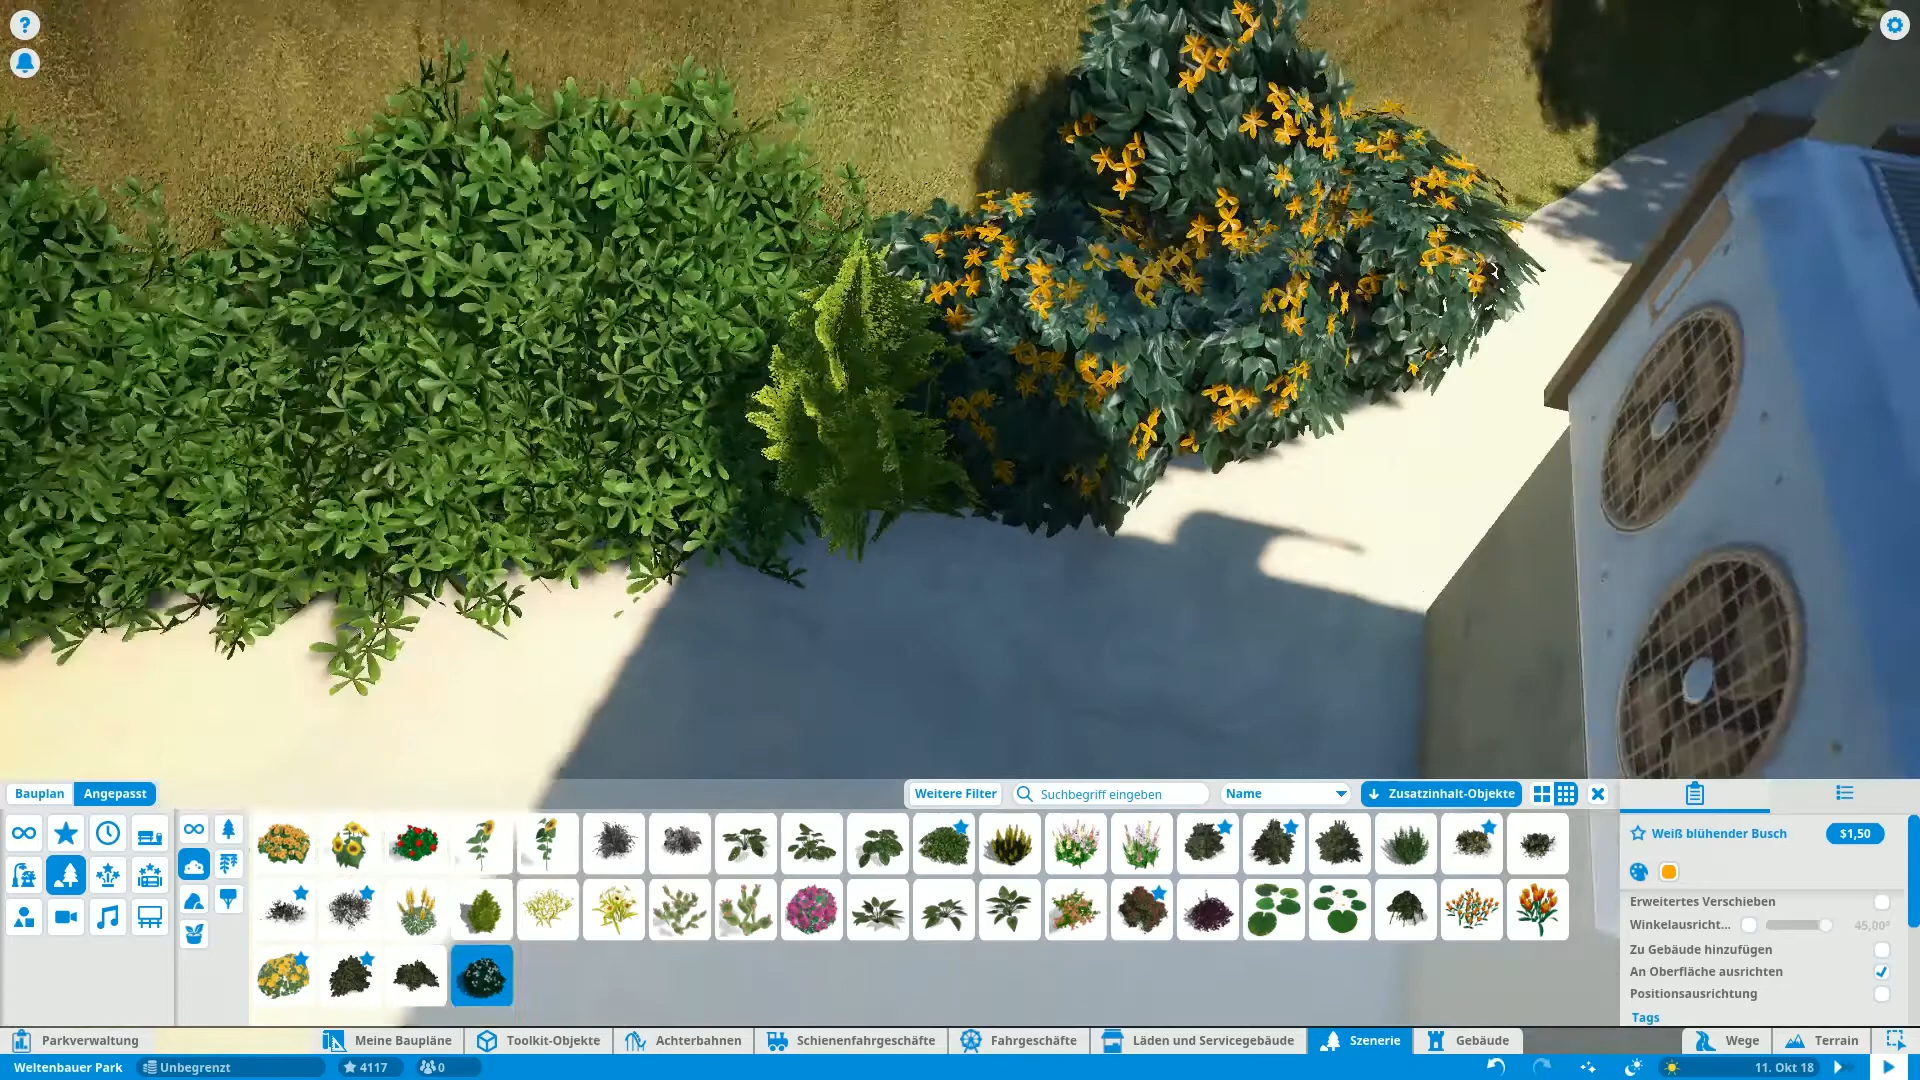 ?
Bauplan
Angepasst
Weitere Filter
Suchbegriff eingeben
Name
Zusatzinhalt-Objekte
Weiß blühender Busch
$1,50
Erweitertes Verschieben
Winkelausricht...
45,00°
Zu Gebäude hinzufügen
An Oberfläche ausrichten
Positionsausrichtung
Tags
Parkverwaltung
Meine Baupläne
Toolkit-Objekte
Achterbahnen
Schienenfahrgeschäfte
Fahrgeschäfte
Läden und Servicegebäude
Szenerie
Gebäude
Wege
Terrain
Weltenbauer Park
Unbegrenzt
4117
0
11. Okt 18